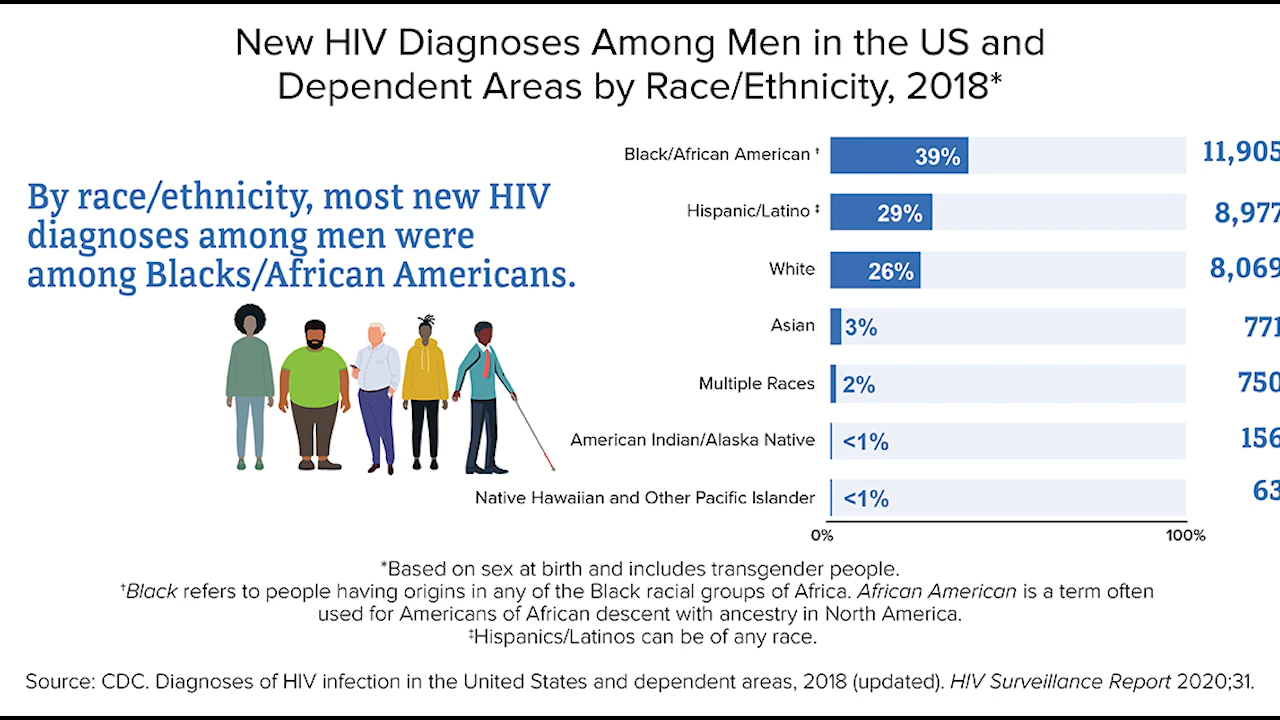 New HIV Diagnoses Among Men in the US and
Dependent Areas by Race/Ethnicity, 2018*
By race/ethnicity, most new HIV
diagnoses among men were
among Blacks/African Americans.
Black/African American † 39% 11,905
Hispanic/Latino ‡ 29% 8,977
White 26% 8,069
Asian 3% 771
Multiple Races 2% 750
American Indian/Alaska Native <1% 156
Native Hawaiian and Other Pacific Islander <1% 63
0% 100%
*Based on sex at birth and includes transgender people.
†Black refers to people having origins in any of the Black racial groups of Africa. African American is a term often
used for Americans of African descent with ancestry in North America.
‡Hispanics/Latinos can be of any race.
Source: CDC. Diagnoses of HIV infection in the United States and dependent areas, 2018 (updated). HIV Surveillance Report 2020;31.